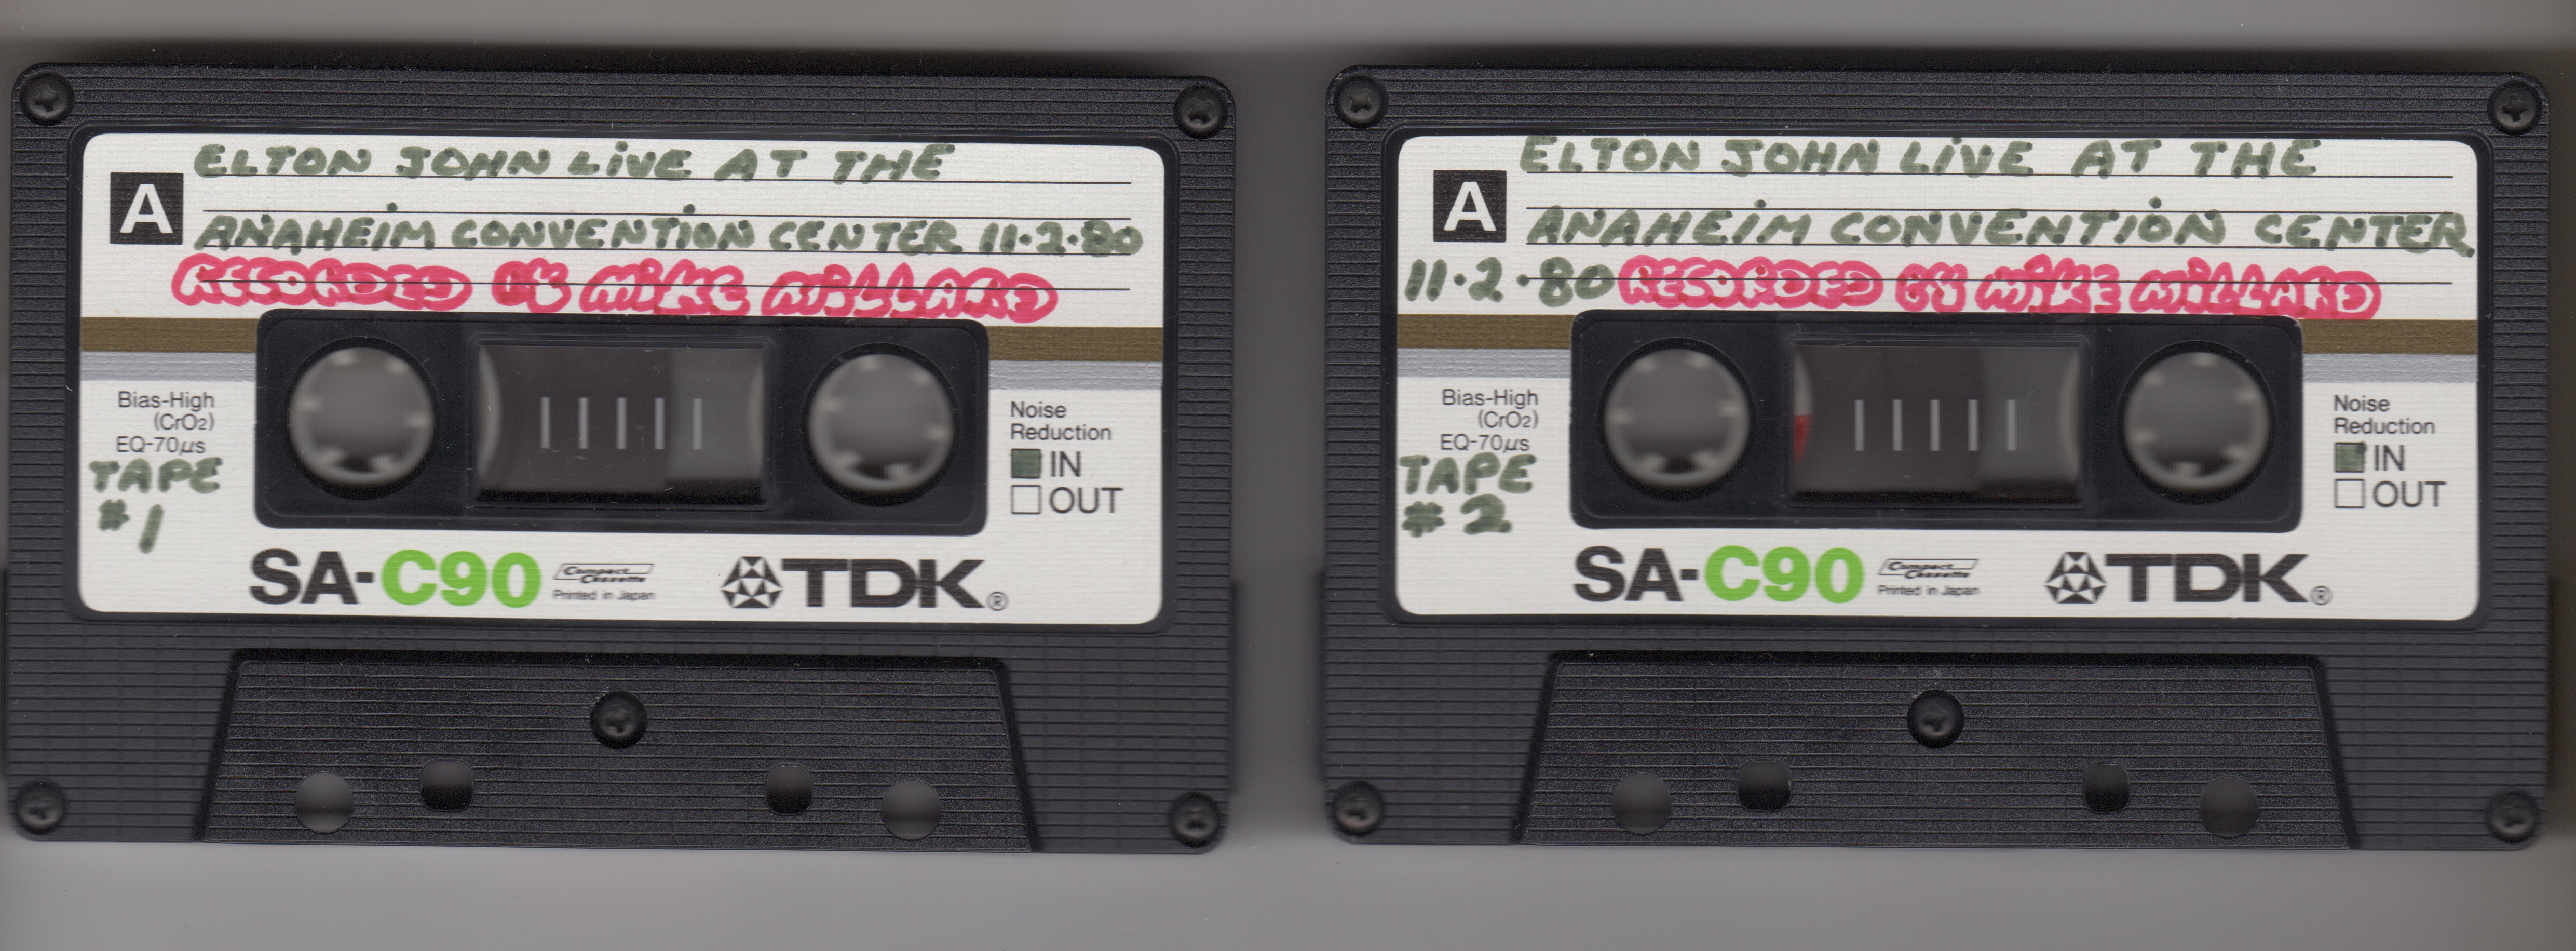 ELTON JOHN LiVE AT THE
A
ANAHEiM CONVENTiON CENTER 11·2·80
RECORDED BY MiKE MiLLARD
Bias-High
(CrO2)
EQ-70µs
TAPE
#1
Noise
Reduction
IN
OUT
SA-C90
Compact
Cassette
Printed in Japan
TDK®
ELTON JOHN LiVE AT THE
A
ANAHEiM CONVENTiON CENTER
11·2·80 RECORDED BY MiKE MiLLARD
Bias-High
(CrO2)
EQ-70µs
TAPE
#2
Noise
Reduction
IN
OUT
SA-C90
Compact
Cassette
Printed in Japan
TDK®